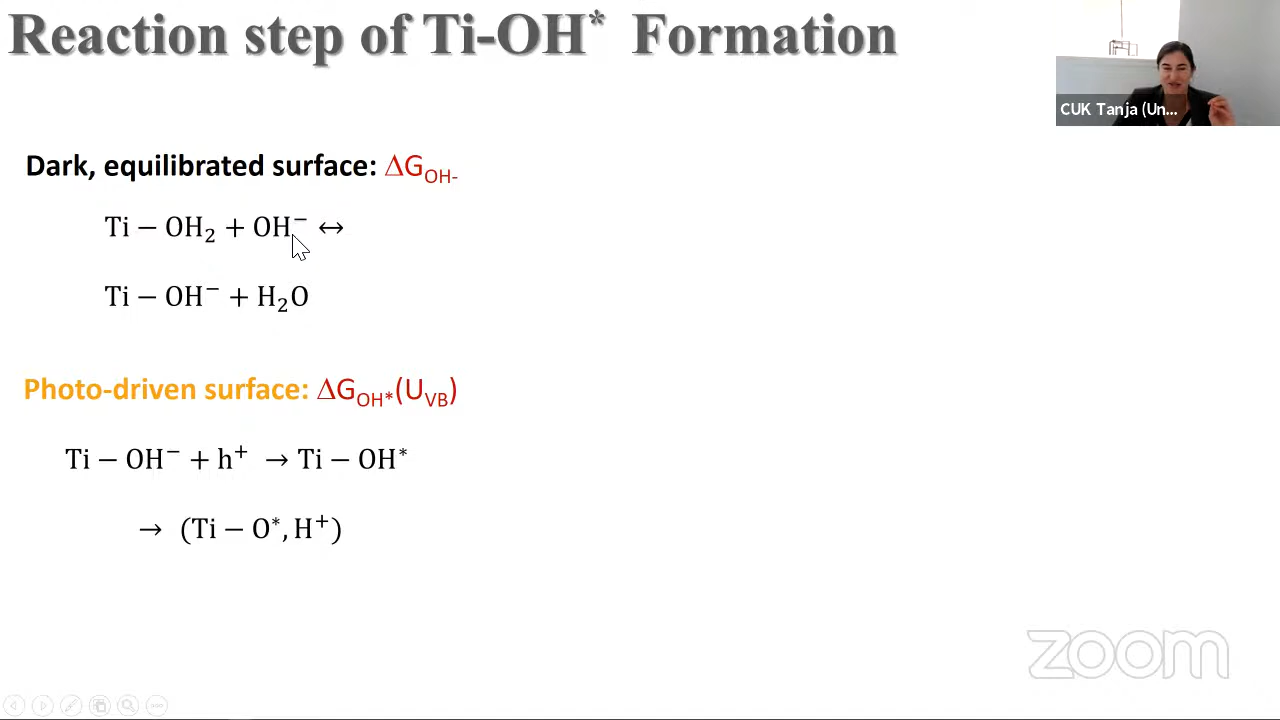 Reaction step of Ti-OH* Formation
CUK Tanja (Un...
Dark, equilibrated surface: ΔG_OH-
Ti − OH₂ + OH⁻ ↔
Ti − OH⁻ + H₂O
Photo-driven surface: ΔG_OH*(U_VB)
Ti − OH⁻ + h⁺ → Ti − OH*
→ (Ti − O*, H⁺)
zoom